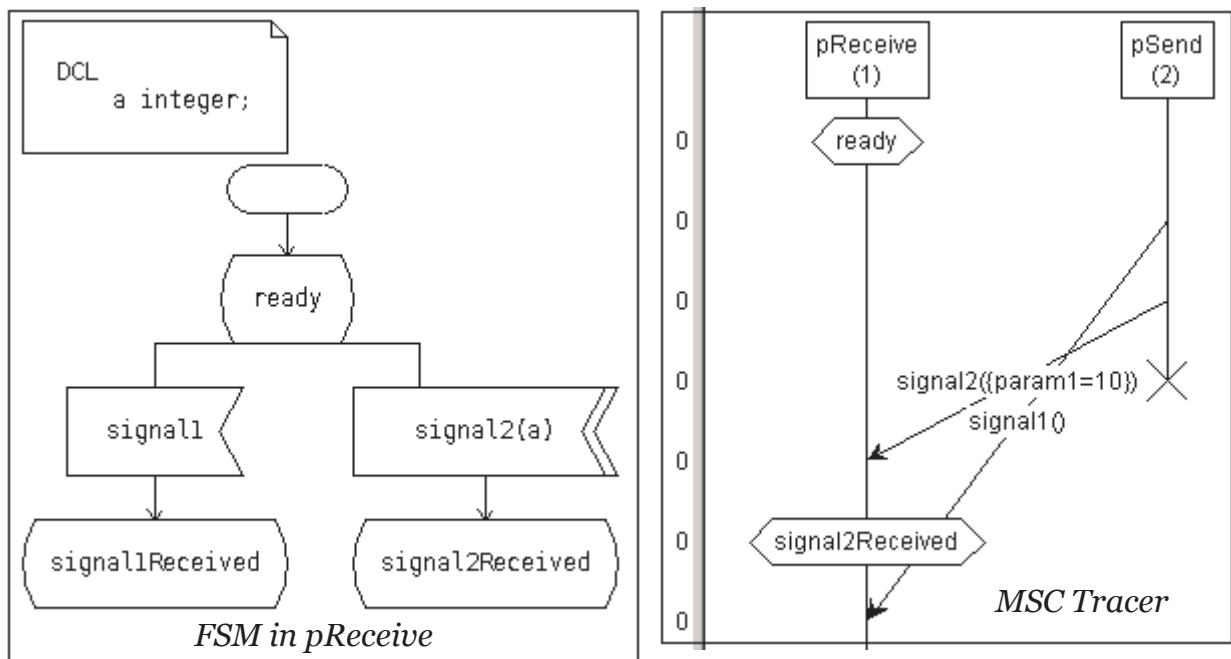 DCL
a integer;
ready
signal1
signal2(a)
signal1Received
signal2Received
FSM in pReceive
pReceive
(1)
pSend
(2)
0
ready
0
0
0
signal2({param1=10})
signal1()
0
0
signal2Received
0
MSC Tracer